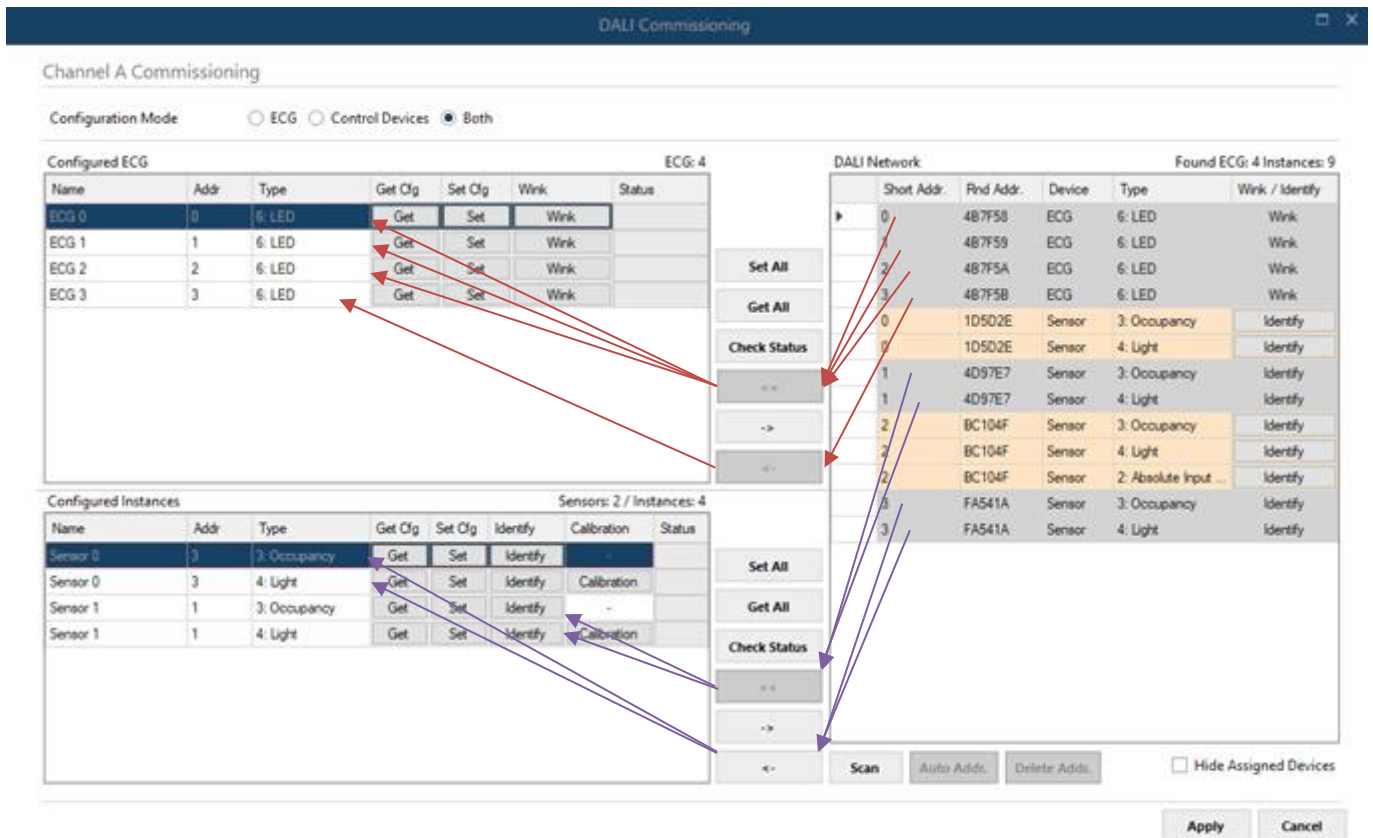 DALI Commissioning
Channel A Commissioning
Configuration Mode ECG Control Devices Both
Configured ECG ECG: 4
Name Addr Type Get Cfg Set Cfg Wink Status
ECG 0 0 6: LED Get Set Wink
ECG 1 1 6: LED Get Set Wink
ECG 2 2 6: LED Get Set Wink
ECG 3 3 6: LED Get Set Wink
Set All
Get All
Check Status
<<
->
<-
DALI Network Found ECG: 4 Instances: 9
Short Addr. Rnd Addr. Device Type Wink / Identify
0 4B7F58 ECG 6: LED Wink
1 4B7F59 ECG 6: LED Wink
2 4B7F5A ECG 6: LED Wink
3 4B7F5B ECG 6: LED Wink
0 1D5D2E Sensor 3: Occupancy Identify
0 1D5D2E Sensor 4: Light Identify
1 4D97E7 Sensor 3: Occupancy Identify
1 4D97E7 Sensor 4: Light Identify
2 BC104F Sensor 3: Occupancy Identify
2 BC104F Sensor 4: Light Identify
2 BC104F Sensor 2: Absolute Input ... Identify
3 FA541A Sensor 3: Occupancy Identify
3 FA541A Sensor 4: Light Identify
Configured Instances Sensors: 2 / Instances: 4
Name Addr Type Get Cfg Set Cfg Identify Calibration Status
Sensor 0 3 3: Occupancy Get Set Identify -
Sensor 0 3 4: Light Get Set Identify Calibration
Sensor 1 1 3: Occupancy Get Set Identify -
Sensor 1 1 4: Light Get Set Identify Calibration
Set All
Get All
Check Status
<<
->
<-
Scan Auto Addr. Delete Adds. Hide Assigned Devices
Apply Cancel